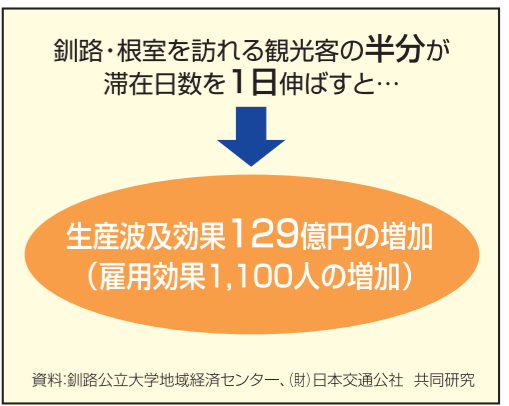 釧路・根室を訪れる観光客の半分が
滞在日数を1日伸ばすと…
生産波及効果129億円の増加
（雇用効果1,100人の増加）
資料:釧路公立大学地域経済センター、(財)日本交通公社 共同研究